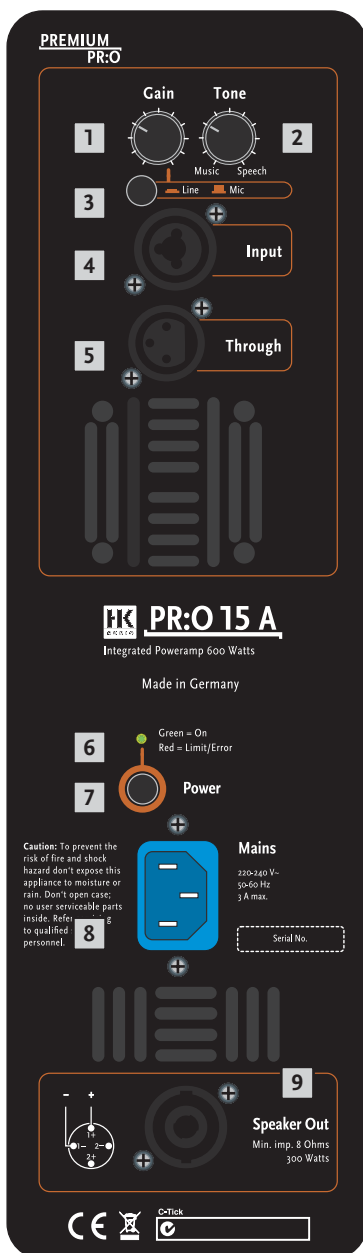 PREMIUM
PR:O
Gain Tone
1
2
Music Speech
3
Line Mic
4
Input
5
Through
HK
AUDIO
PR:O 15 A
Integrated Poweramp 600 Watts
Made in Germany
6
Green = On
Red = Limit/Error
7
Power
Caution: To prevent the
risk of fire and shock
hazard don't expose this
appliance to moisture or
rain. Don't open case;
no user serviceable parts
inside. Refer
to qualified
personnel.
8
Mains
220-240 V~
50-60 Hz
3 A max.
Serial No.
9
- +
1+
1- 2-
2+
Speaker Out
Min. imp. 8 Ohms
300 Watts
CE
C-Tick